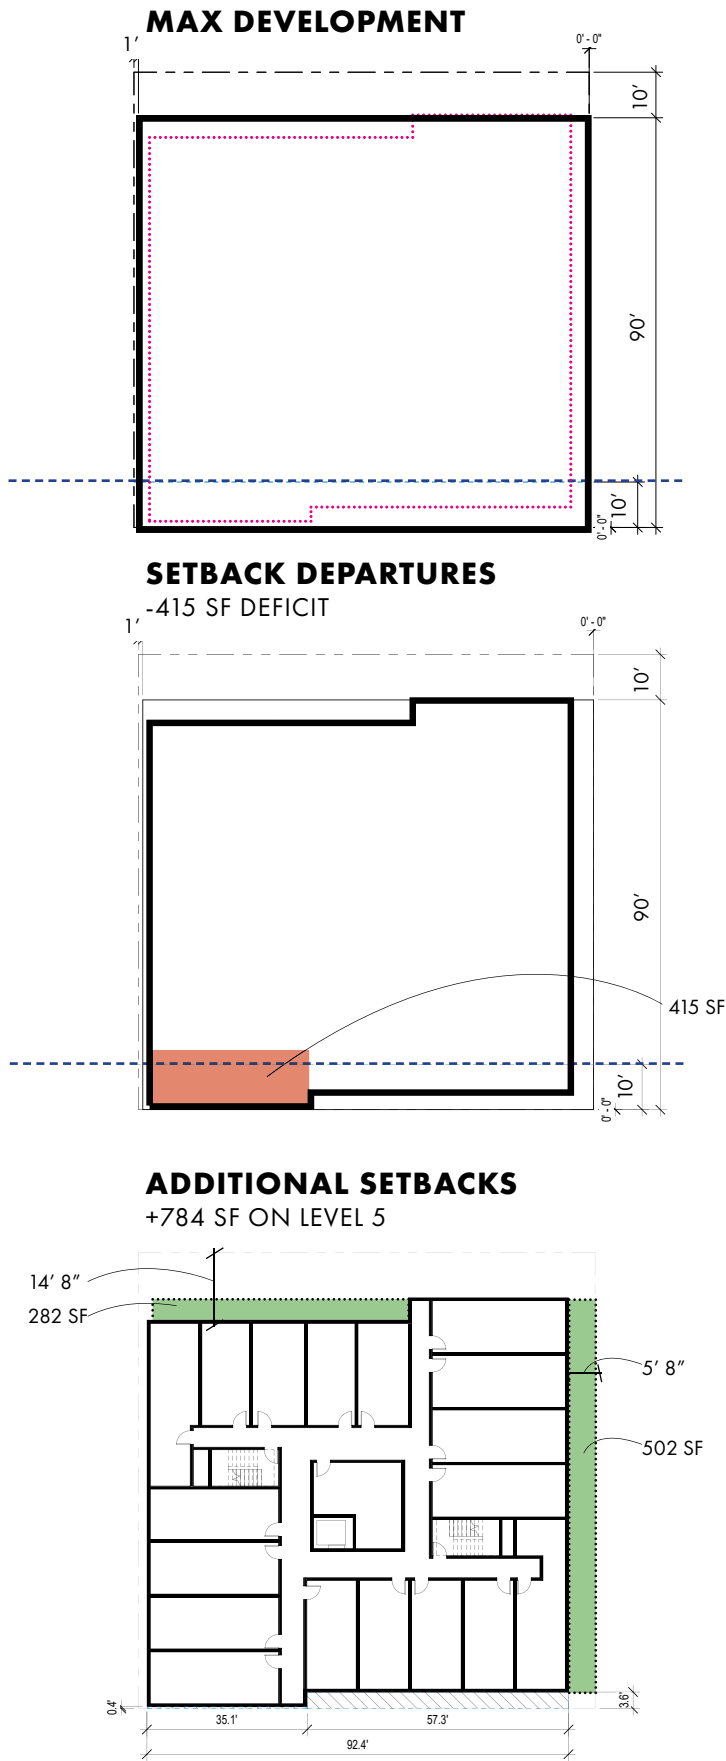 MAX DEVELOPMENT
1’
0' - 0"
10’
90’
10’
0' - 0"
SETBACK DEPARTURES
-415 SF DEFICIT
1’
0' - 0"
10’
90’
415 SF
10’
0' - 0"
ADDITIONAL SETBACKS
+784 SF ON LEVEL 5
14’ 8”
282 SF
5’ 8”
502 SF
0.4'
3.6'
35.1'
57.3'
92.4'